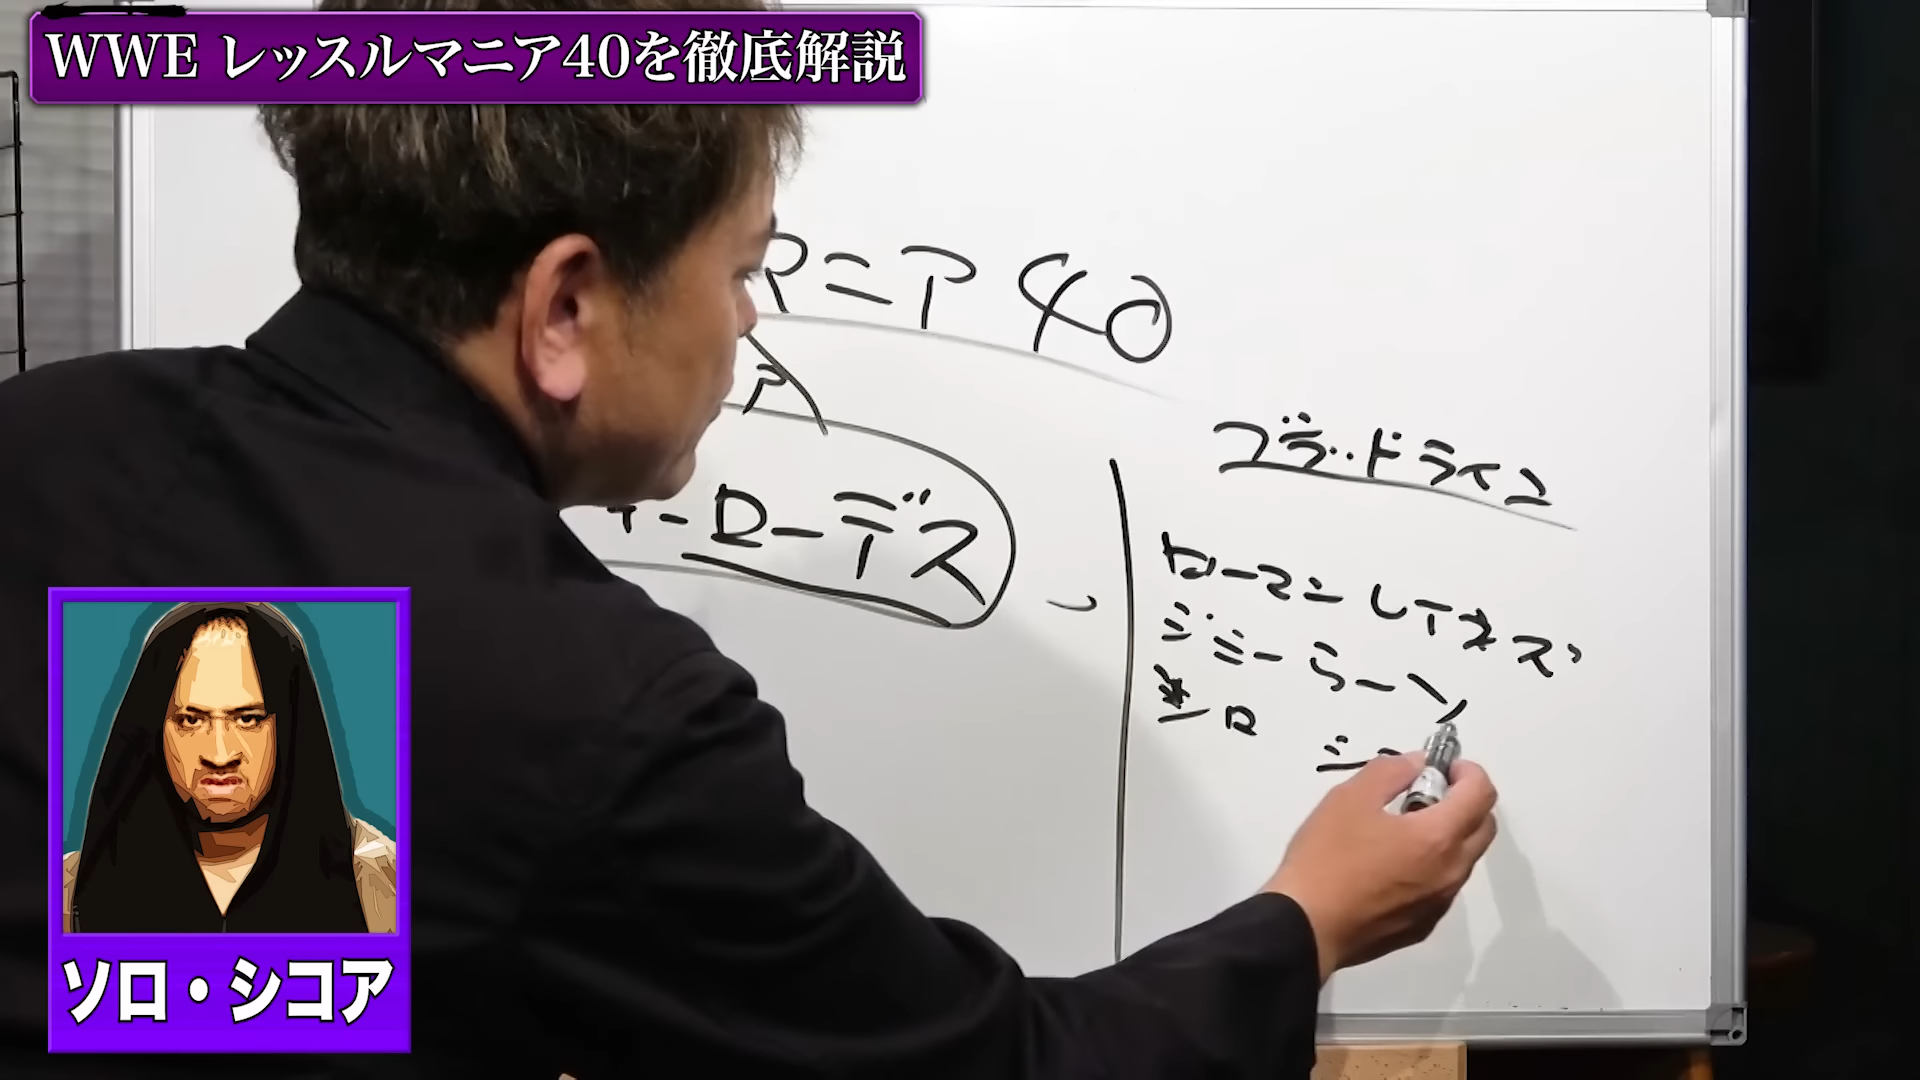 WWE レッスルマニア40を徹底解説
マニア40
ーローデス
ブラッドライン
ローマンレインズ
ジミーウーソ
ソロ シコ
ソロ・シコア